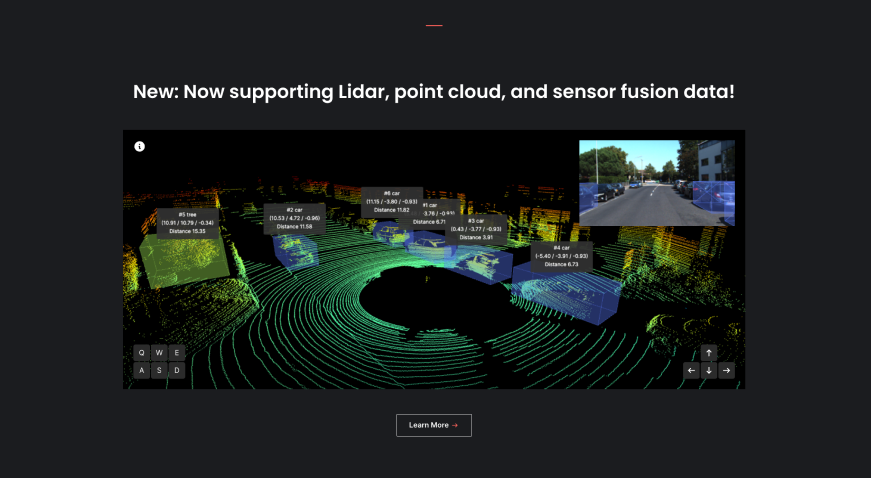 New: Now supporting Lidar, point cloud, and sensor fusion data!
#5 tree
(10.91 / 10.79 / -0.34)
Distance 15.35
#2 car
(10.53 / 4.72 / -0.96)
Distance 11.58
#6 car
(11.15 / -3.80 / -0.93)
Distance 11.82
#1 car
-3.78 /
Distance 6.71
#3 car
(0.43 / -3.77 / -0.93)
Distance 3.91
#4 car
(-5.40 / -3.91 / -0.93)
Distance 6.73
Q W E
A S D
Learn More →